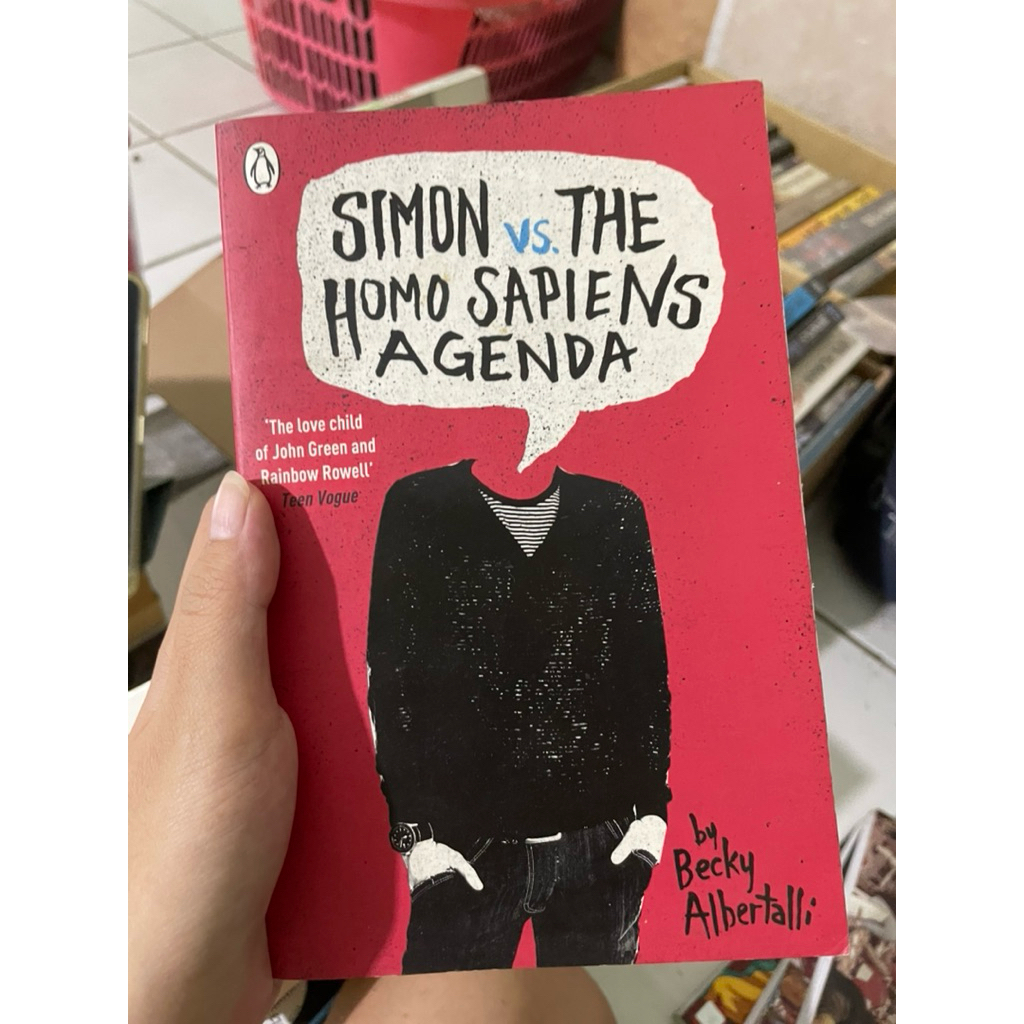 SIMON vs. THE
HOMO SAPIENS
AGENDA
'The love child
of John Green and
Rainbow Rowell'
Teen Vogue
by
Becky
Albertalli